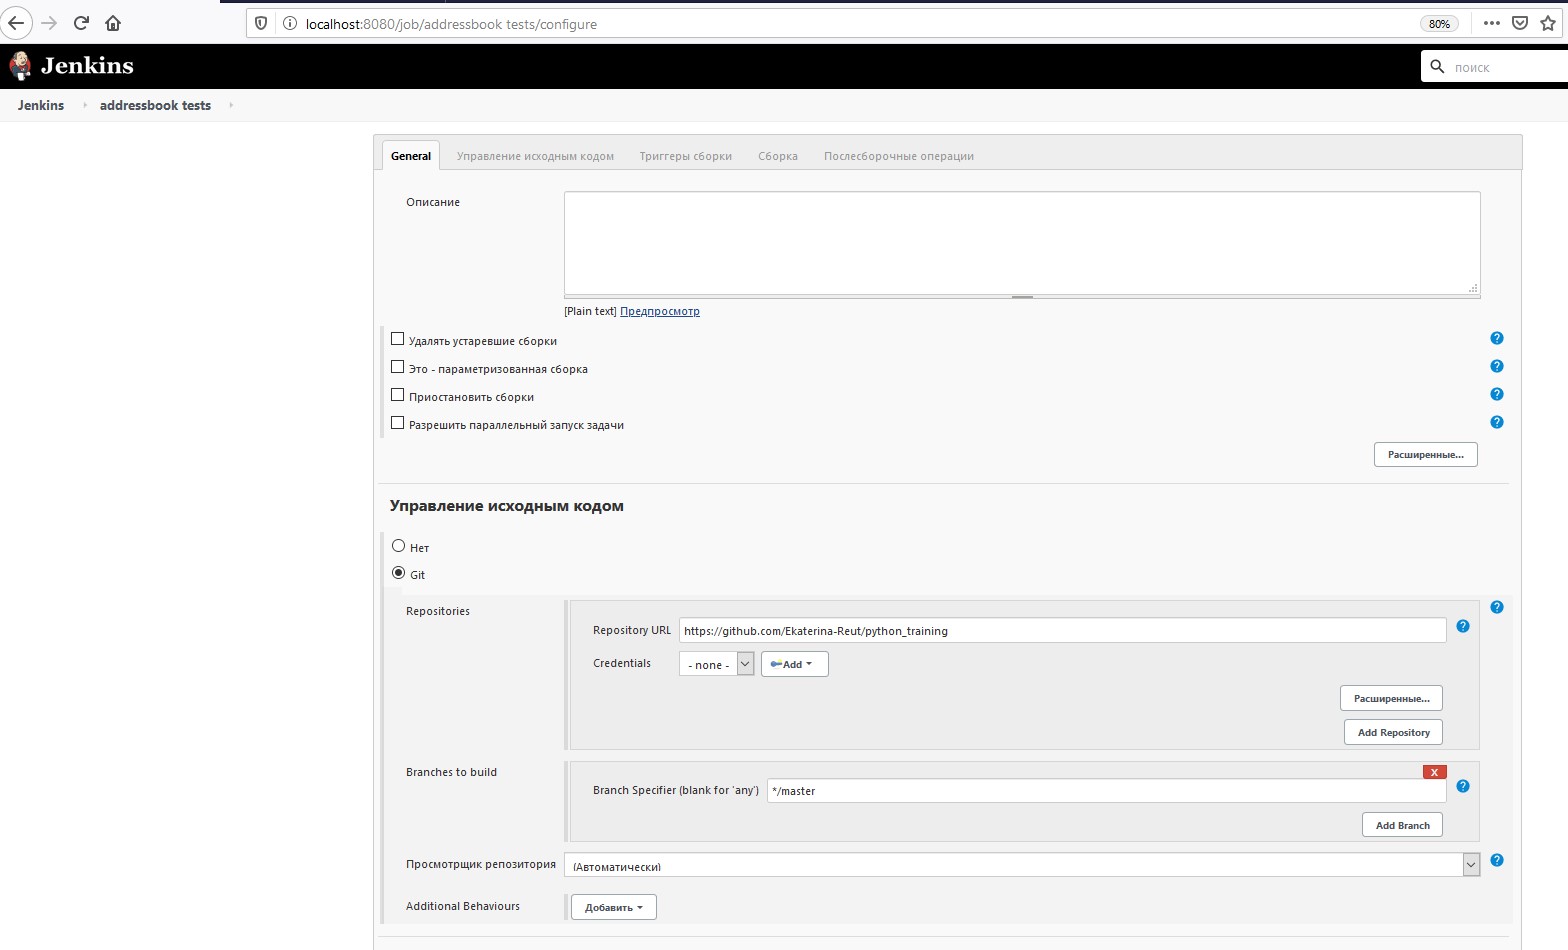 localhost:8080/job/addressbook tests/configure
80%
Jenkins
поиск
Jenkins
addressbook tests
General
Управление исходным кодом
Триггеры сборки
Сборка
Послесборочные операции
Описание
[Plain text] Предпросмотр
Удалять устаревшие сборки
Это - параметризованная сборка
Приостановить сборки
Разрешить параллельный запуск задачи
Расширенные...
Управление исходным кодом
Нет
Git
Repositories
Repository URL
https://github.com/Ekaterina-Reut/python_training
Credentials
- none -
Add
Расширенные...
Add Repository
Branches to build
X
Branch Specifier (blank for 'any')
*/master
Add Branch
Просмотрщик репозитория
(Автоматически)
Additional Behaviours
Добавить